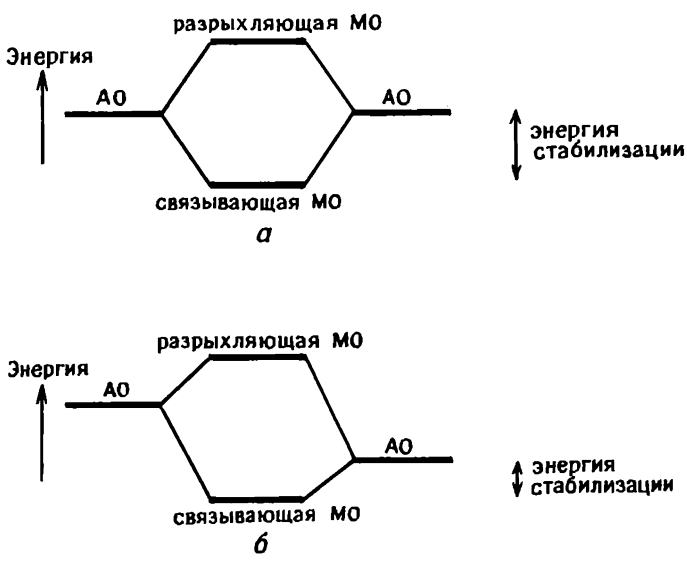 разрыхляющая МО
Энергия
АО
АО
энергия
стабилизации
связывающая МО
а
разрыхляющая МО
Энергия
АО
АО
энергия
стабилизации
связывающая МО
б